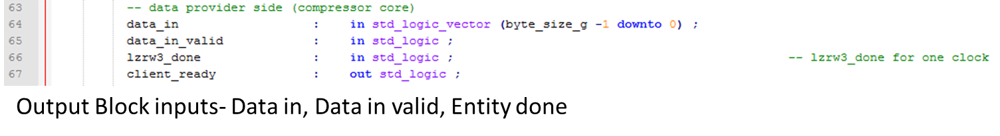 63 -- data provider side (compressor core)
64 data_in : in std_logic_vector (byte_size_g -1 downto 0) ;
65 data_in_valid : in std_logic ;
66 lzrw3_done : in std_logic ; -- lzrw3_done for one clock
67 client_ready : out std_logic ;
Output Block inputs- Data in, Data in valid, Entity done